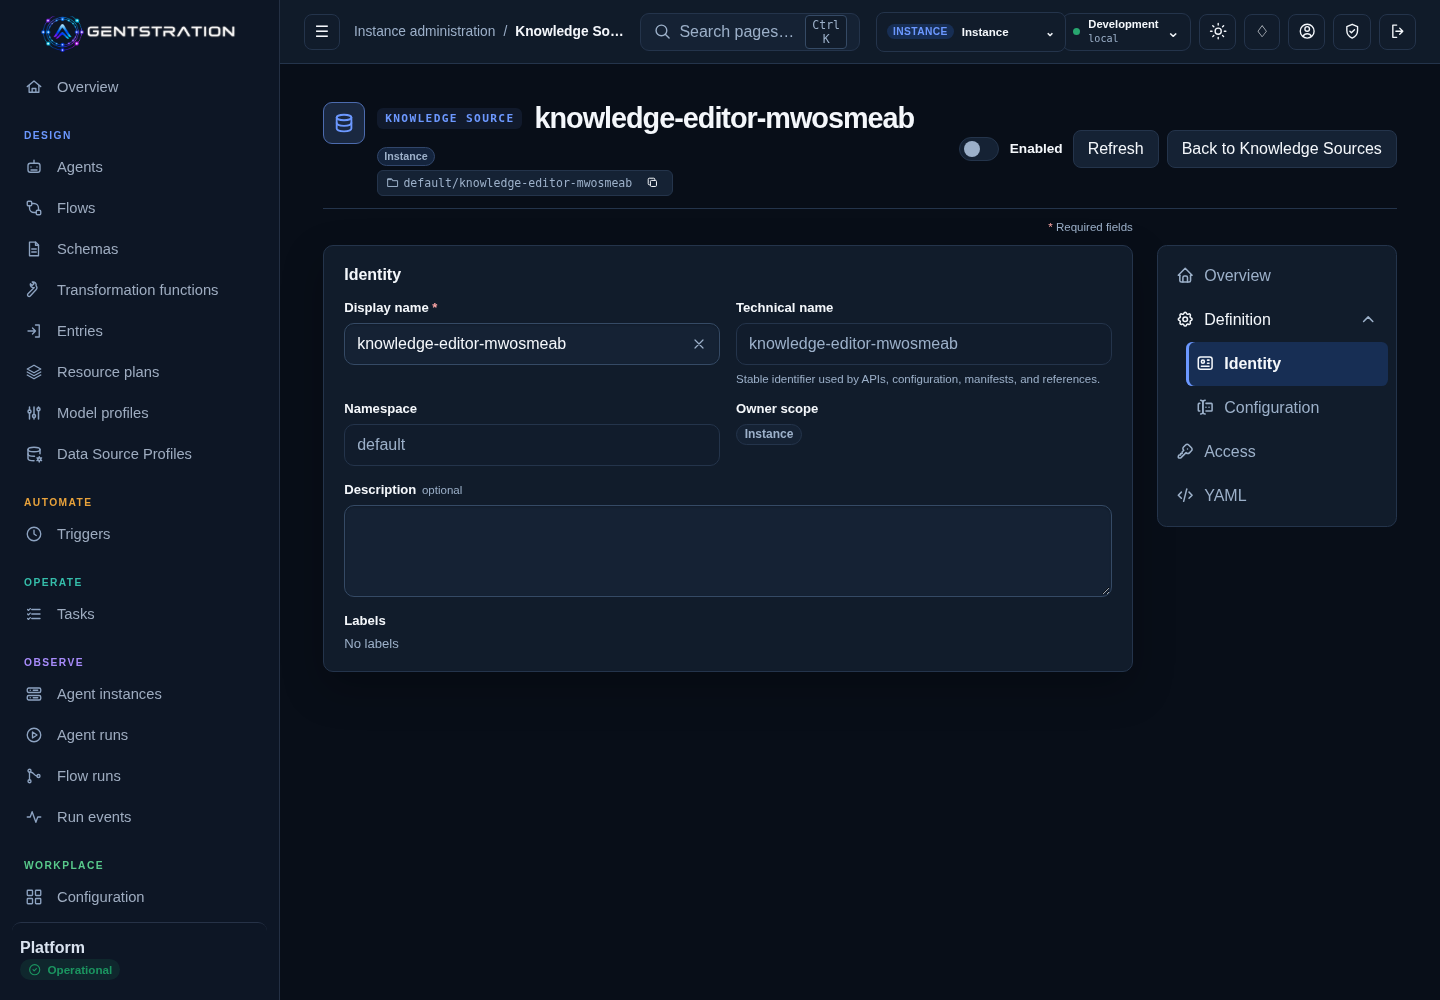 GENTSTRATION
Overview
DESIGN
Agents
Flows
Schemas
Transformation functions
Entries
Resource plans
Model profiles
Data Source Profiles
AUTOMATE
Triggers
OPERATE
Tasks
OBSERVE
Agent instances
Agent runs
Flow runs
Run events
WORKPLACE
Configuration
Platform
Operational
Instance administration / Knowledge So…
Search pages…
Ctrl K
INSTANCE Instance
Development
local
KNOWLEDGE SOURCE knowledge-editor-mwosmeab
Instance
default/knowledge-editor-mwosmeab
Enabled
Refresh
Back to Knowledge Sources
* Required fields
Identity
Display name *
knowledge-editor-mwosmeab
Technical name
knowledge-editor-mwosmeab
Stable identifier used by APIs, configuration, manifests, and references.
Namespace
default
Owner scope
Instance
Description optional
Labels
No labels
Overview
Definition
Identity
Configuration
Access
YAML